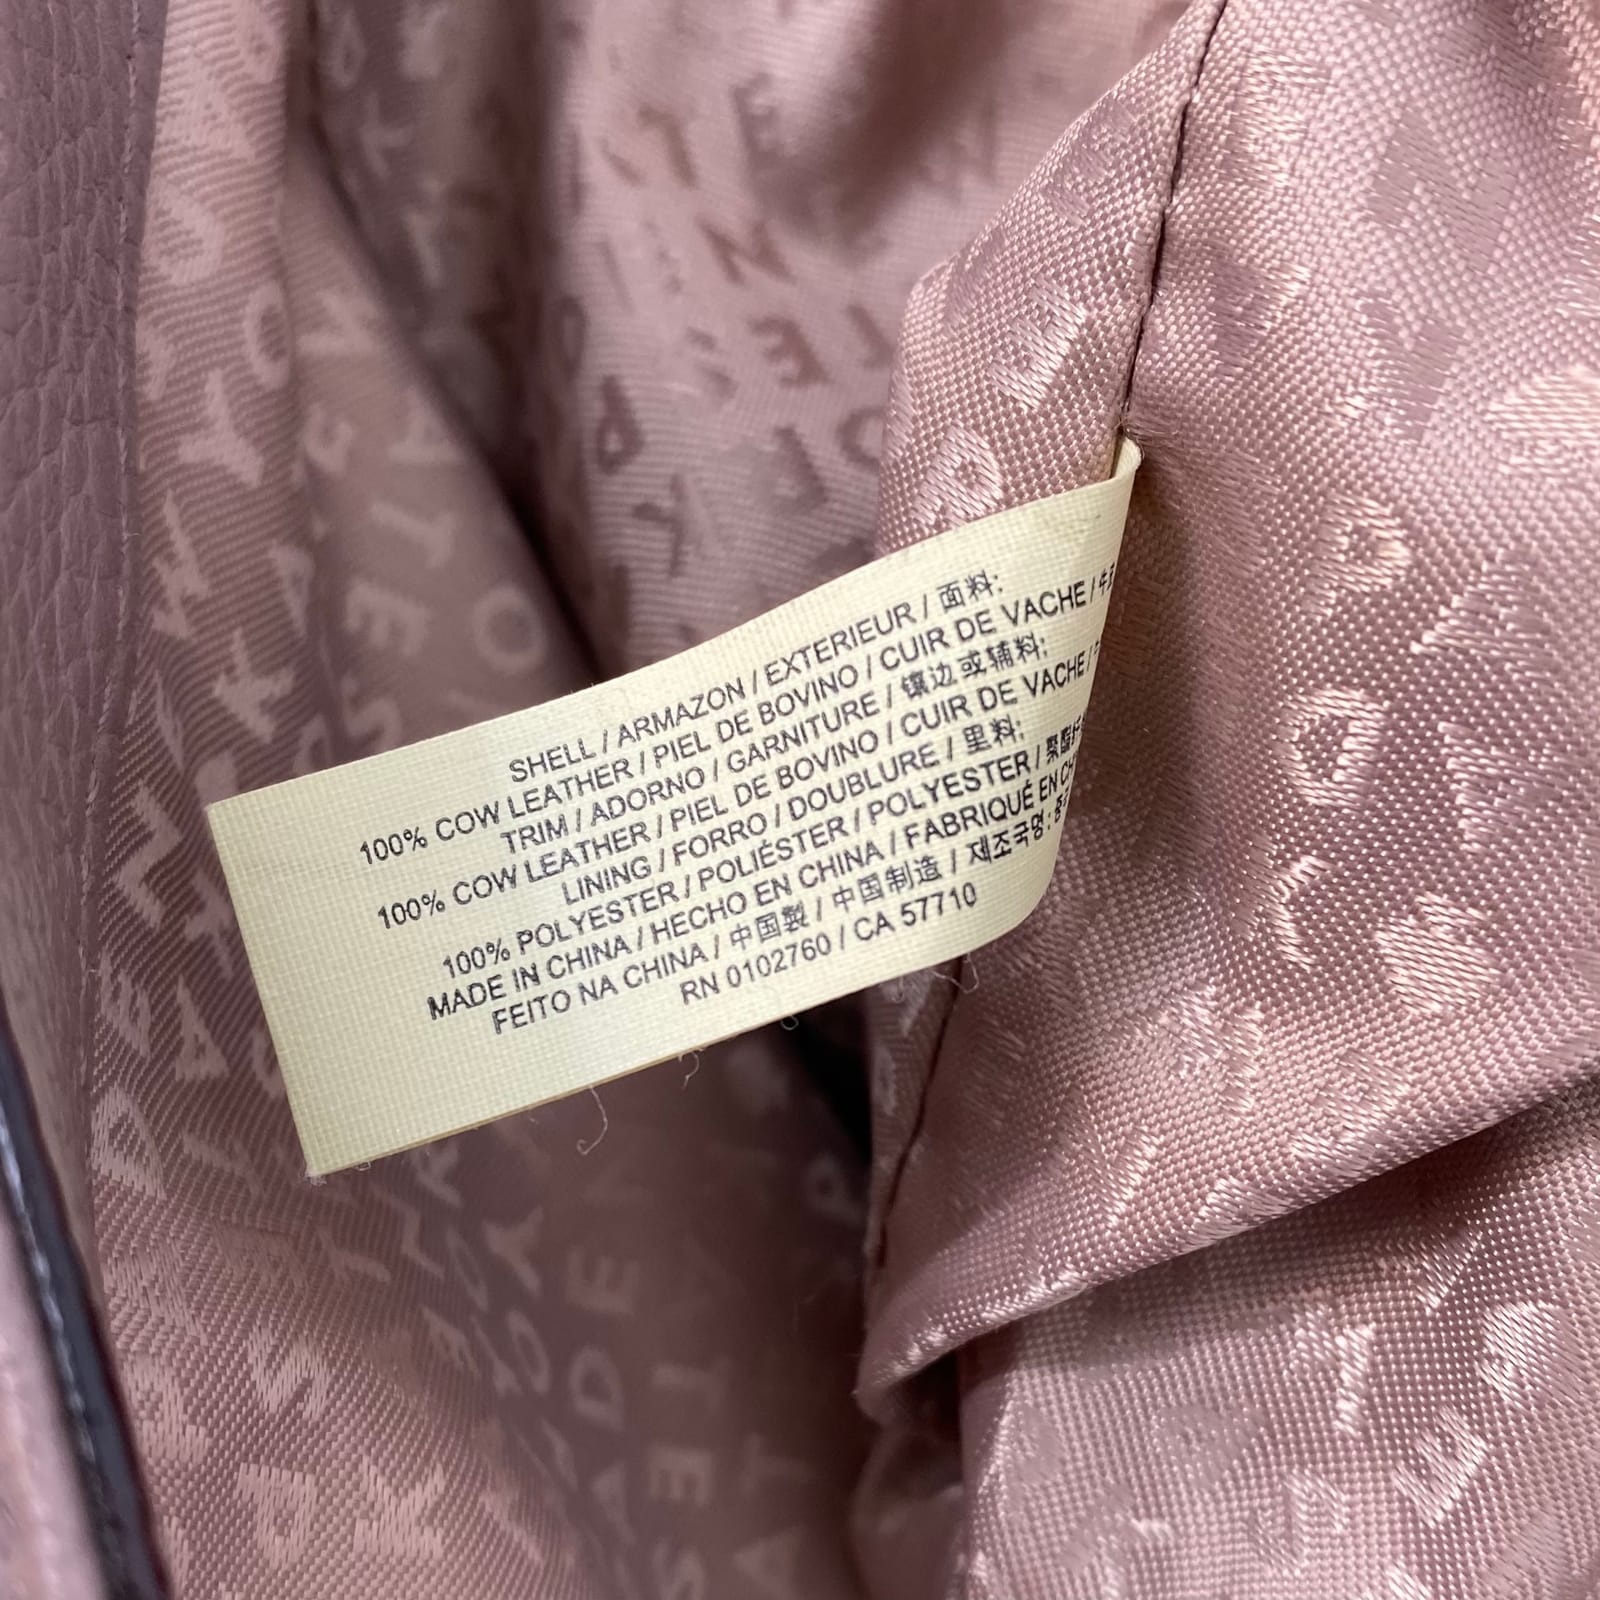 SHELL / ARMAZON / EXTERIEUR / 面料:
100% COW LEATHER / PIEL DE BOVINO / CUIR DE VACHE / 牛
TRIM / ADORNO / GARNITURE / 镶边或辅料:
100% COW LEATHER / PIEL DE BOVINO / CUIR DE VACHE /
LINING / FORRO / DOUBLURE / 里料:
100% POLYESTER / POLIÉSTER / POLYESTER / 聚酯
MADE IN CHINA / HECHO EN CHINA / FABRIQUÉ EN
FEITO NA CHINA / 中国製 / 中国制造 / 제조국명:
RN 0102760 / CA 57710